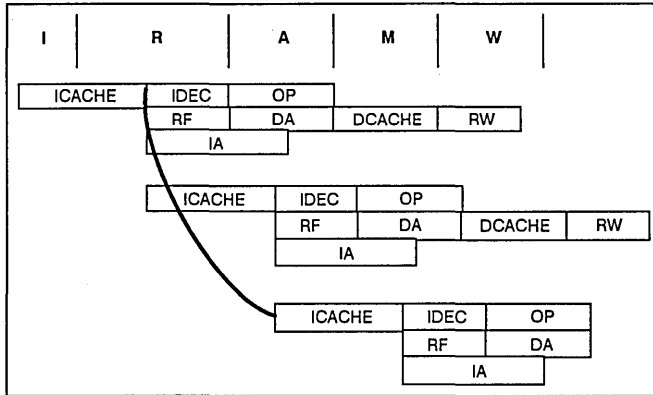 I R A M W
ICACHE IDEC OP
RF DA DCACHE RW
IA
ICACHE IDEC OP
RF DA DCACHE RW
IA
ICACHE IDEC OP
RF DA
IA